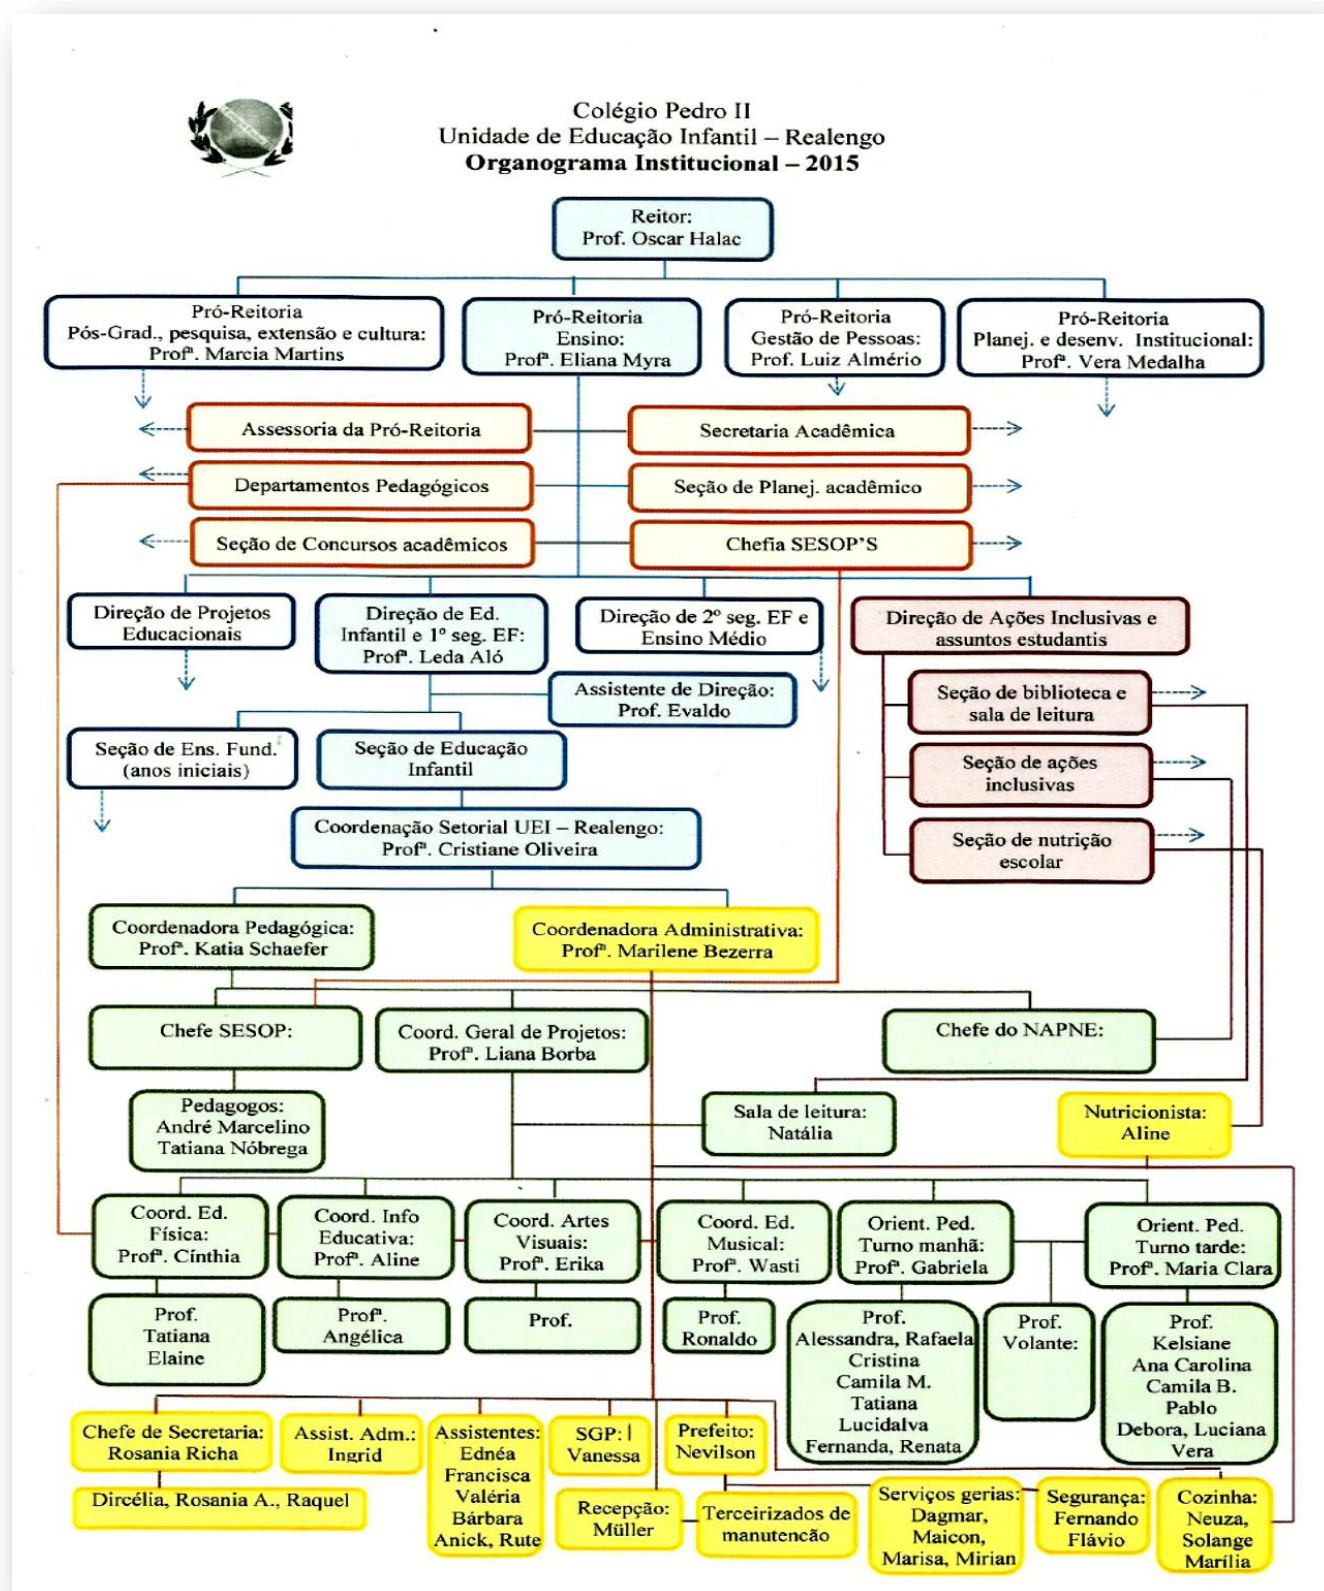 Colégio Pedro II
Unidade de Educação Infantil – Realengo
Organograma Institucional – 2015
Reitor:
Prof. Oscar Halac
Pró-Reitoria
Pós-Grad., pesquisa, extensão e cultura:
Profª. Marcia Martins
Pró-Reitoria
Ensino:
Profª. Eliana Myra
Pró-Reitoria
Gestão de Pessoas:
Prof. Luiz Almério
Pró-Reitoria
Planej. e desenv. Institucional:
Profª. Vera Medalha
Assessoria da Pró-Reitoria
Secretaria Acadêmica
Departamentos Pedagógicos
Seção de Planej. acadêmico
Seção de Concursos acadêmicos
Chefia SESOP'S
Direção de Projetos
Educacionais
Direção de Ed.
Infantil e 1º seg. EF:
Profª. Leda Aló
Direção de 2º seg. EF e
Ensino Médio
Direção de Ações Inclusivas e
assuntos estudantis
Assistente de Direção:
Prof. Evaldo
Seção de biblioteca e
sala de leitura
Seção de Ens. Fund.
(anos iniciais)
Seção de Educação
Infantil
Seção de ações
inclusivas
Coordenação Setorial UEI – Realengo:
Profª. Cristiane Oliveira
Seção de nutrição
escolar
Coordenadora Pedagógica:
Profª. Katia Schaefer
Coordenadora Administrativa:
Profª. Marilene Bezerra
Chefe SESOP:
Coord. Geral de Projetos:
Profª. Liana Borba
Chefe do NAPNE:
Pedagogos:
André Marcelino
Tatiana Nóbrega
Sala de leitura:
Natália
Nutricionista:
Aline
Coord. Ed.
Física:
Profª. Cínthia
Coord. Info
Educativa:
Profª. Aline
Coord. Artes
Visuais:
Profª. Erika
Coord. Ed.
Musical:
Profª. Wasti
Orient. Ped.
Turno manhã:
Profª. Gabriela
Orient. Ped.
Turno tarde:
Profª. Maria Clara
Prof.
Tatiana
Elaine
Profª.
Angélica
Prof.
Prof.
Ronaldo
Prof.
Alessandra, Rafaela
Cristina
Camila M.
Tatiana
Lucidalva
Fernanda, Renata
Prof.
Volante:
Prof.
Kelsiane
Ana Carolina
Camila B.
Pablo
Debora, Luciana
Vera
Chefe de Secretaria:
Rosania Richa
Assist. Adm.:
Ingrid
Assistentes:
Ednéa
Francisca
Valéria
Bárbara
Anick, Rute
SGP:
Vanessa
Prefeito:
Nevilson
Dircélia, Rosania A., Raquel
Recepção:
Müller
Terceirizados de
manutencão
Serviços gerias:
Dagmar,
Maicon,
Marisa, Mirian
Segurança:
Fernando
Flávio
Cozinha:
Neuza,
Solange
Marília